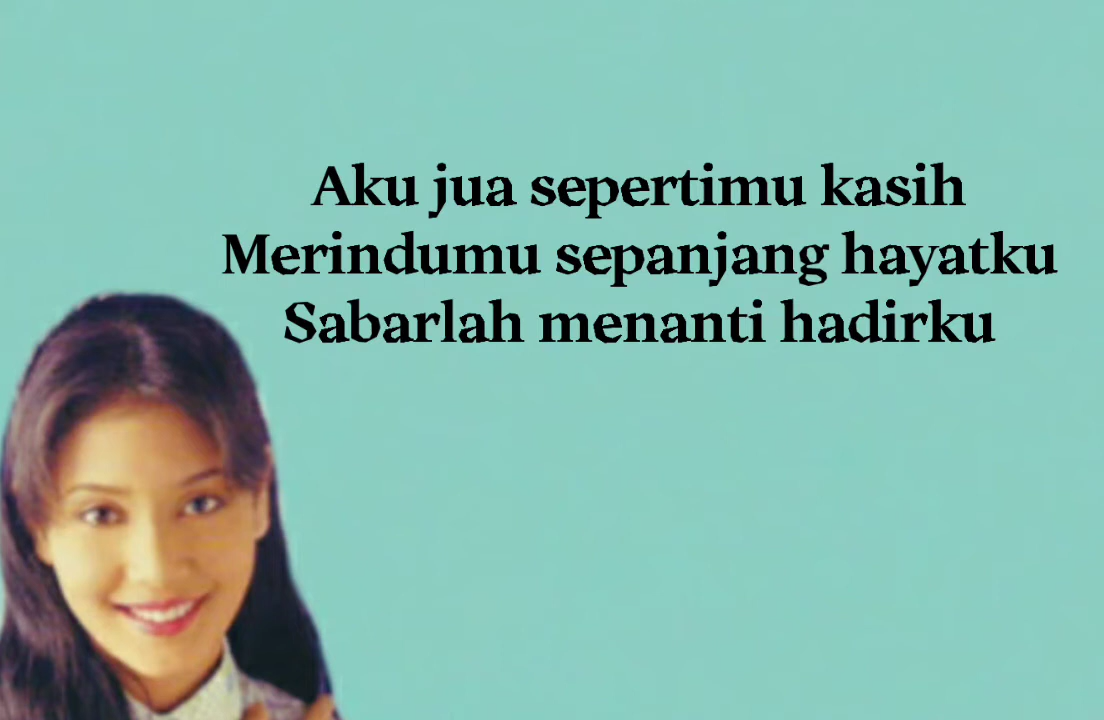 Aku jua sepertimu kasih
Merindumu sepanjang hayatku
Sabarlah menanti hadirku